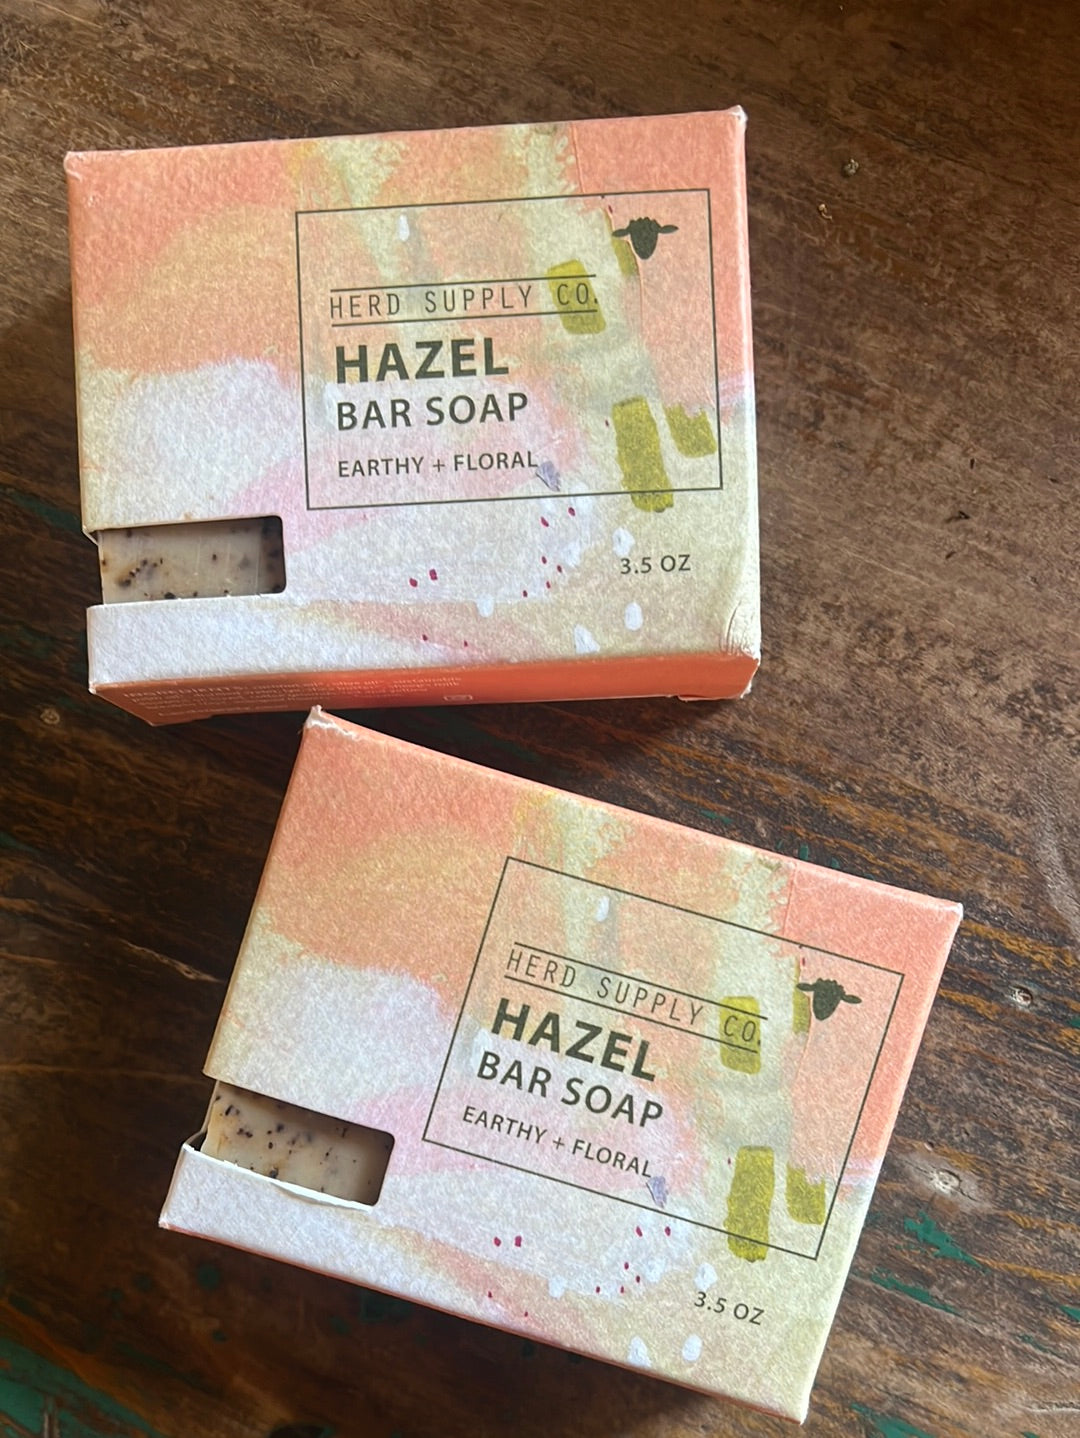 HERD SUPPLY CO.
HAZEL
BAR SOAP
EARTHY + FLORAL
3.5 OZ
INGREDIENTS
HERD SUPPLY CO.
HAZEL
BAR SOAP
EARTHY + FLORAL
3.5 OZ